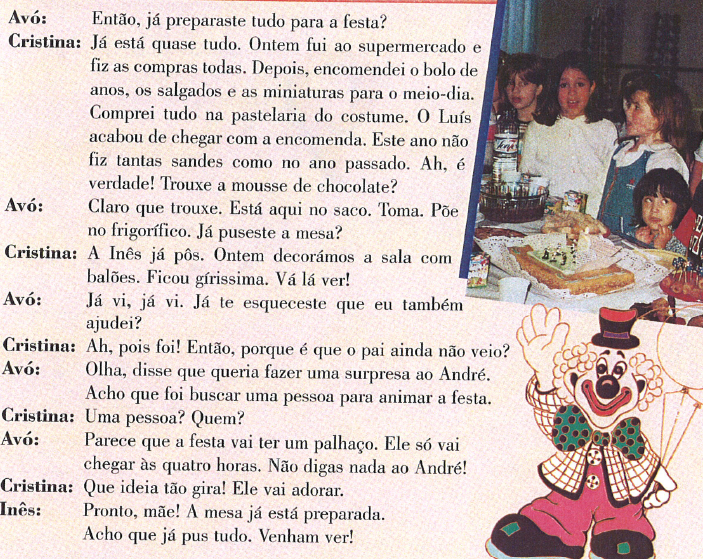 Avó: Então, já preparaste tudo para a festa?
Cristina: Já está quase tudo. Ontem fui ao supermercado e
fiz as compras todas. Depois, encomendei o bolo de
anos, os salgados e as miniaturas para o meio-dia.
Comprei tudo na pastelaria do costume. O Luís
acabou de chegar com a encomenda. Este ano não
fiz tantas sandes como no ano passado. Ah, é
verdade! Trouxe a mousse de chocolate?
Avó: Claro que trouxe. Está aqui no saco. Toma. Põe
no frigorífico. Já puseste a mesa?
Cristina: A Inês já pôs. Ontem decorámos a sala com
balões. Ficou gíríssima. Vá lá ver!
Avó: Já vi, já vi. Já te esqueceste que eu também
ajudei?
Cristina: Ah, pois foi! Então, porque é que o pai ainda não veio?
Avó: Olha, disse que queria fazer uma surpresa ao André.
Acho que foi buscar uma pessoa para animar a festa.
Cristina: Uma pessoa? Quem?
Avó: Parece que a festa vai ter um palhaço. Ele só vai
chegar às quatro horas. Não digas nada ao André!
Cristina: Que ideia tão gira! Ele vai adorar.
Inês: Pronto, mãe! A mesa já está preparada.
Acho que já pus tudo. Venham ver!